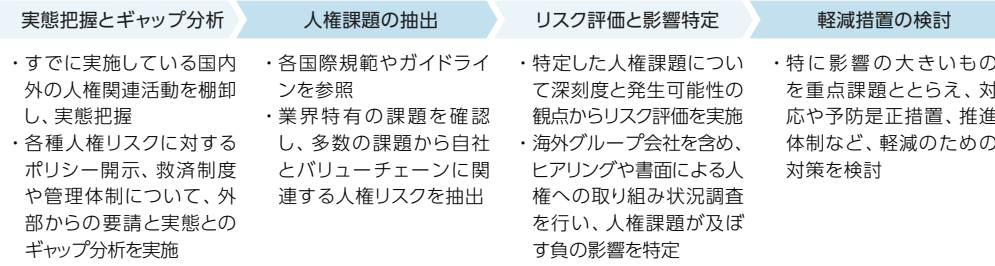 実態把握とギャップ分析
・すでに実施している国内
外の人権関連活動を棚卸
し、実態把握
・各種人権リスクに対する
ポリシー開示、救済制度
や管理体制について、外
部からの要請と実態との
ギャップ分析を実施
人権課題の抽出
・各国際規範やガイドライ
ンを参照
・業界特有の課題を確認
し、多数の課題から自社
とバリューチェーンに関
連する人権リスクを抽出
リスク評価と影響特定
・特定した人権課題につい
て深刻度と発生可能性の
観点からリスク評価を実施
・海外グループ会社を含め、
ヒアリングや書面による人
権への取り組み状況調査
を行い、人権課題が及ぼ
す負の影響を特定
軽減措置の検討
・特に影響の大きいもの
を重点課題ととらえ、対
応や予防是正措置、推進
体制など、軽減のための
対策を検討